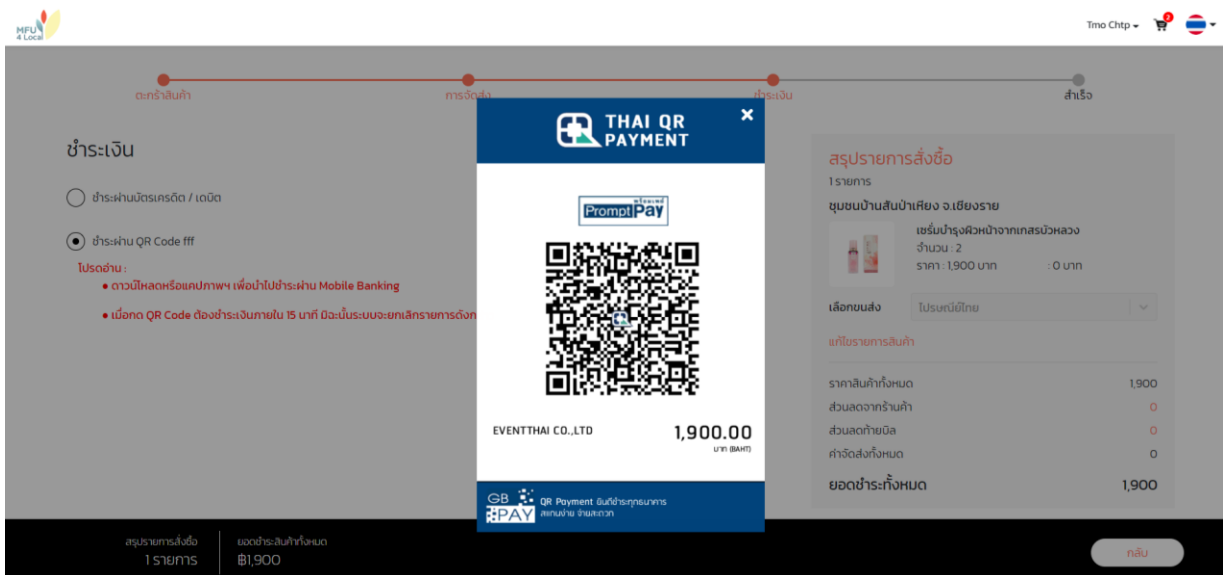 MFU
4 Local
Tmo Chtp
2
ตะกร้าสินค้า
การจัดส่ง
ชำระเงิน
สำเร็จ
ชำระเงิน
ชำระผ่านบัตรเครดิต / เดบิต
ชำระผ่าน QR Code fff
โปรดอ่าน :
• ดาวน์โหลดหรือแคปภาพฯ เพื่อนำไปชำระผ่าน Mobile Banking
• เมื่อกด QR Code ต้องชำระเงินภายใน 15 นาที มิฉะนั้นระบบจะยกเลิกรายการดังก
THAI QR
PAYMENT
×
พร้อมเพย์
PromptPay
EVENTTHAI CO.,LTD
1,900.00
บาท (BAHT)
GB
PAY
QR Payment ยินดีชำระทุกธนาคาร
สแกนง่าย จ่ายสะดวก
สรุปรายการสั่งซื้อ
1 รายการ
ชุมชนบ้านสันป่าเหียง จ.เชียงราย
เซรั่มบำรุงผิวหน้าจากเกสรบัวหลวง
จำนวน : 2
ราคา : 1,900 บาท : 0 บาท
เลือกขนส่ง ไปรษณีย์ไทย
แก้ไขรายการสินค้า
ราคาสินค้าทั้งหมด 1,900
ส่วนลดจากร้านค้า 0
ส่วนลดท้ายบิล 0
ค่าจัดส่งทั้งหมด 0
ยอดชำระทั้งหมด 1,900
สรุปรายการสั่งซื้อ
1 รายการ
ยอดชำระสินค้าทั้งหมด
฿1,900
กลับ